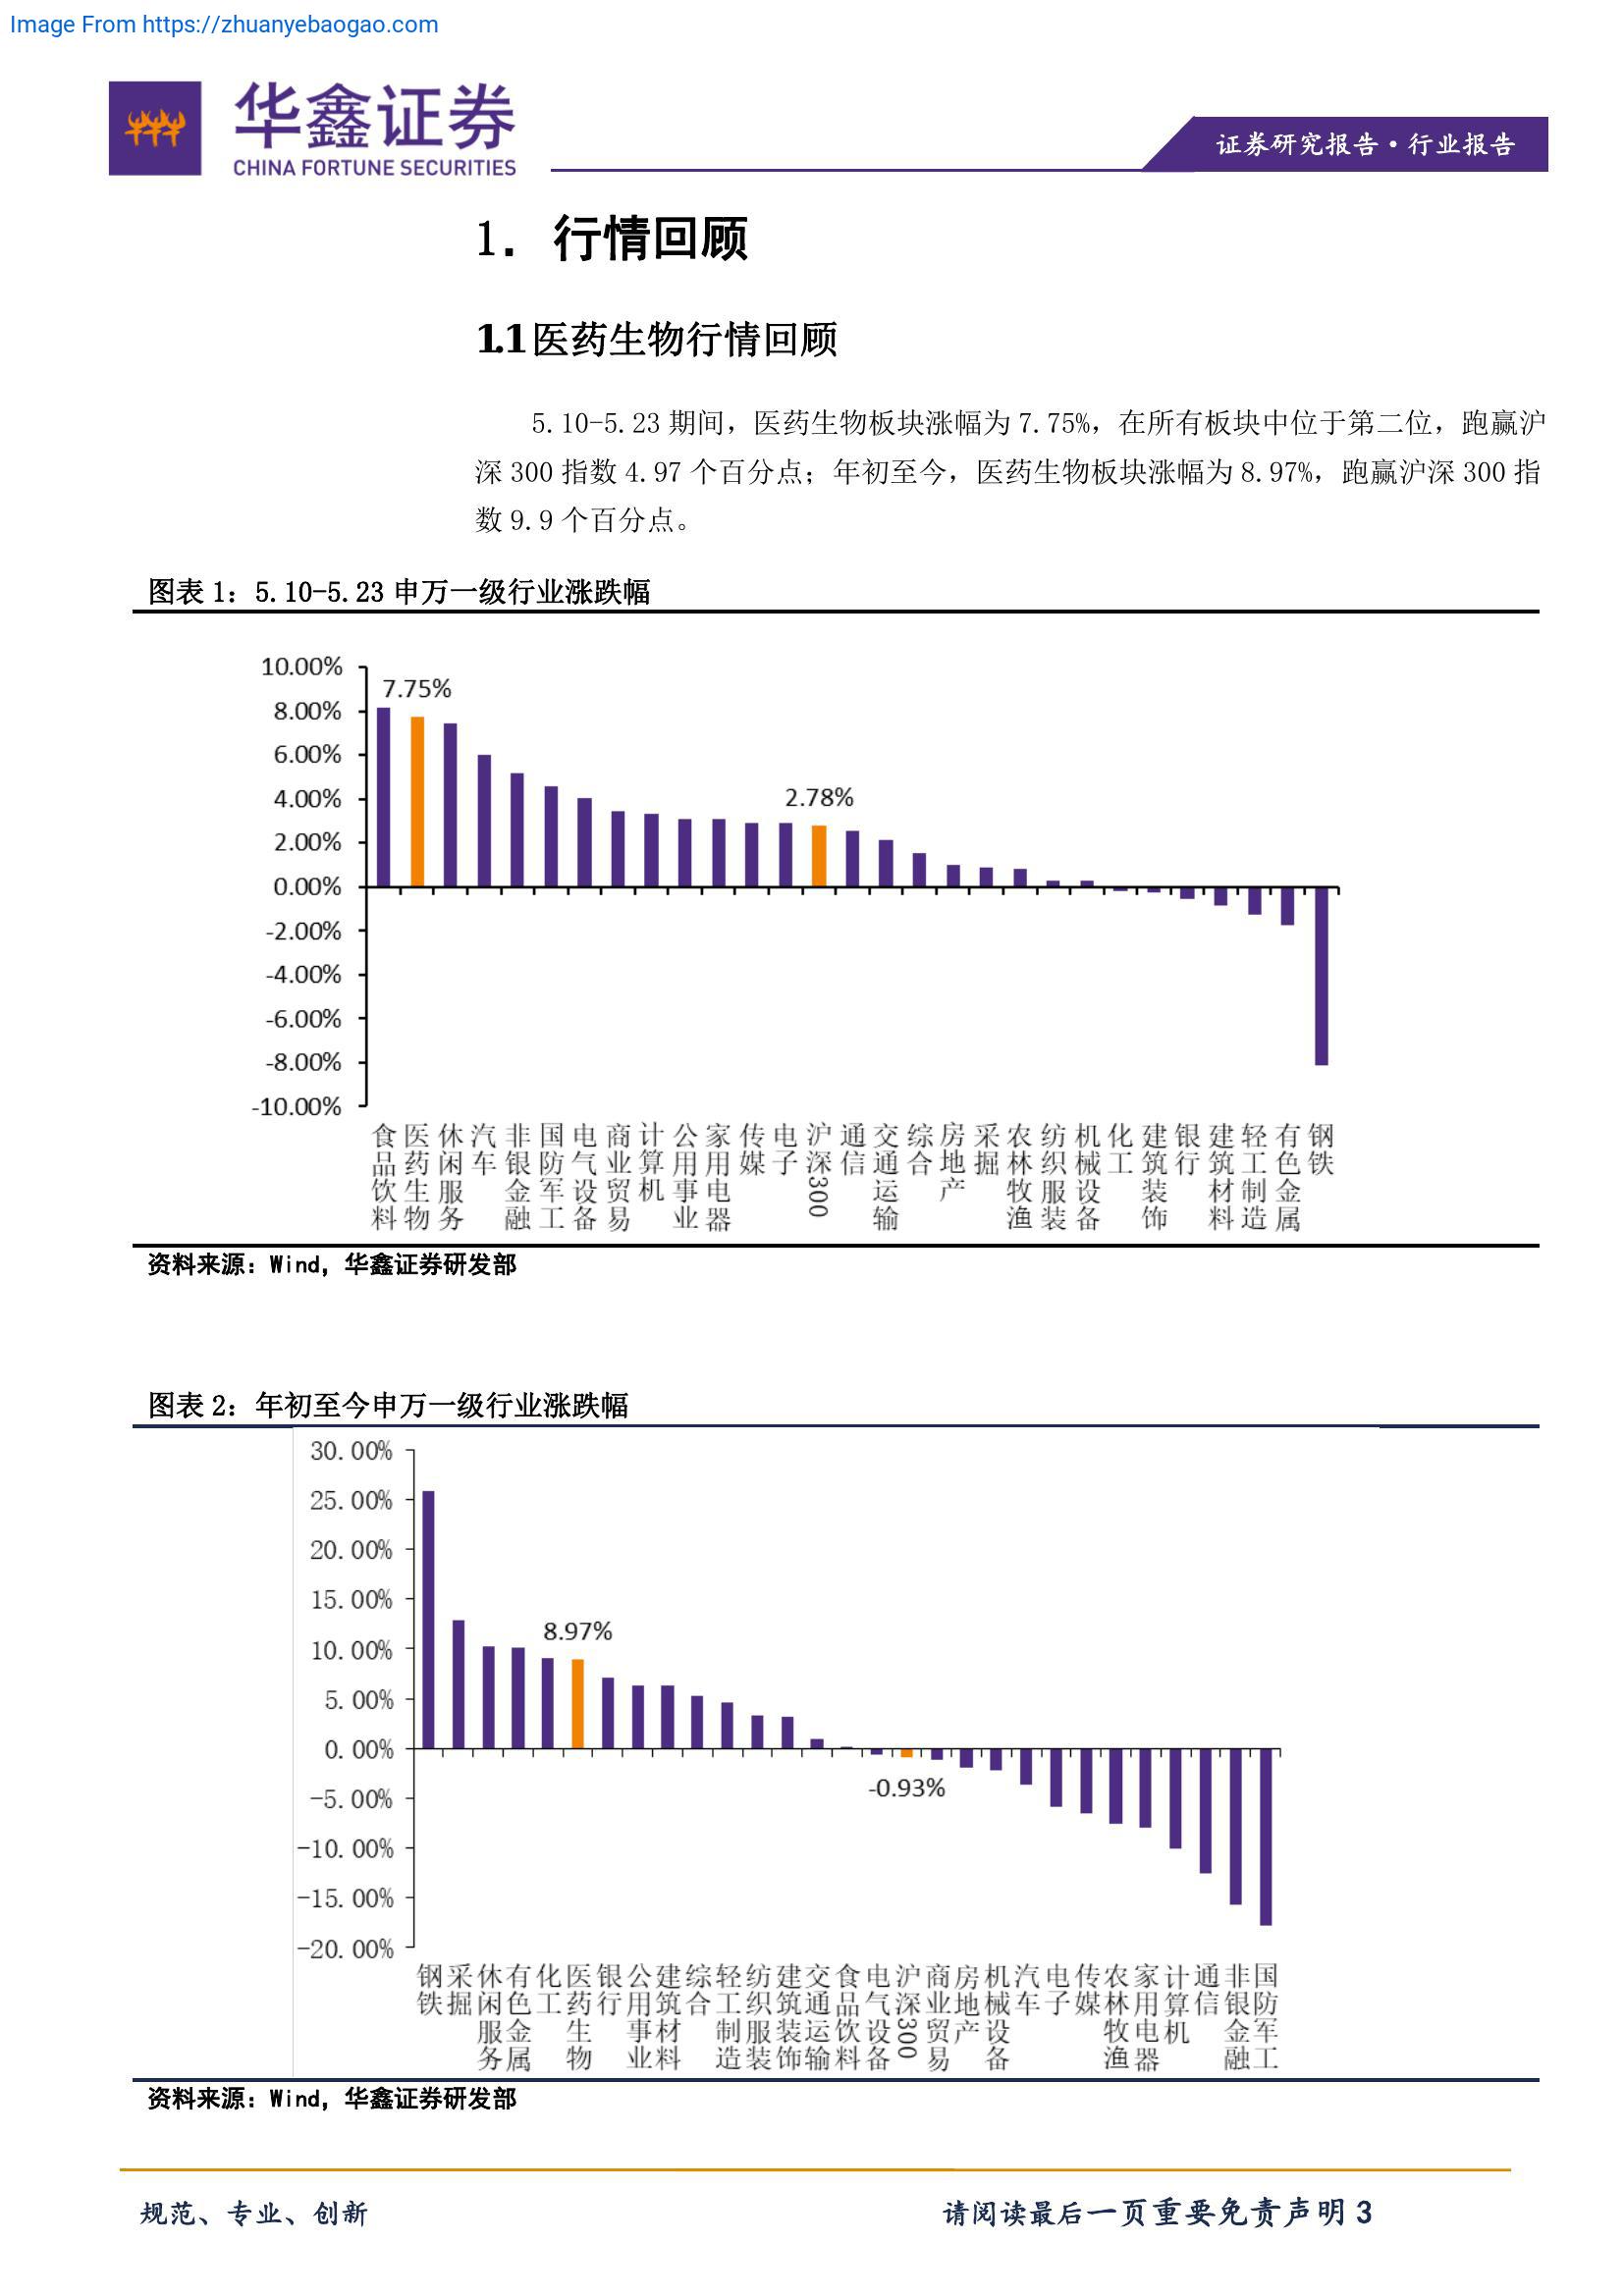 Image From https://zhuanyebaogao.com
华鑫证券
CHINA FORTUNE SECURITIES
证券研究报告·行业报告
1. 行情回顾
1.1医药生物行情回顾
5.10-5.23 期间，医药生物板块涨幅为 7.75%，在所有板块中位于第二位，跑赢沪
深 300 指数 4.97 个百分点；年初至今，医药生物板块涨幅为 8.97%，跑赢沪深 300 指
数 9.9 个百分点。
图表 1：5.10-5.23 申万一级行业涨跌幅
10.00%
7.75%
8.00%
6.00%
4.00%
2.78%
2.00%
0.00%
-2.00%
-4.00%
-6.00%
-8.00%
-10.00%
食品饮料
医药生物
休闲服务
汽车
非银金融
国防军工
电气设备
商业贸易
计算机
公用事业
家用电器
传媒
电子
沪深300
通信
交通运输
综合
房地产
采掘
农林牧渔
纺织服装
机械设备
化工
建筑装饰
银行
建筑材料
轻工制造
有色金属
钢铁
资料来源：Wind，华鑫证券研发部
图表 2：年初至今申万一级行业涨跌幅
30.00%
25.00%
20.00%
15.00%
8.97%
10.00%
5.00%
0.00%
-0.93%
-5.00%
-10.00%
-15.00%
-20.00%
钢铁
采掘
休闲服务
有色金属
化工
医药生物
银行
公用事业
建筑材料
综合
轻工制造
纺织服装
建筑装饰
交通运输
食品饮料
电气设备
沪深300
商业贸易
房地产
机械设备
汽车
电子
传媒
农林牧渔
家用电器
计算机
通信
非银金融
国防军工
资料来源：Wind，华鑫证券研发部
规范、专业、创新
请阅读最后一页重要免责声明 3